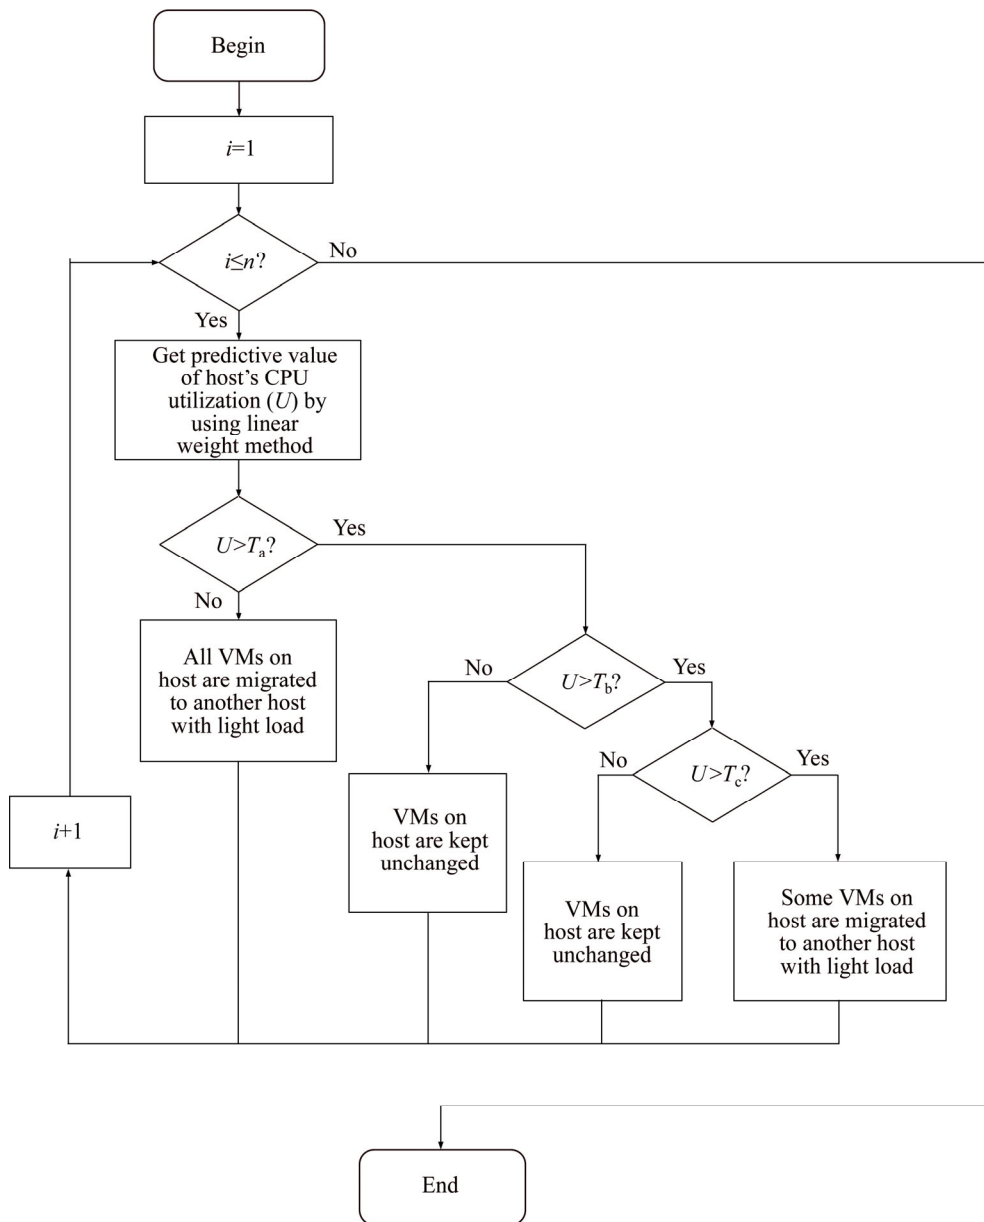 Begin
i=1
i≤n?
No
Yes
Get predictive value
of host's CPU
utilization (U) by
using linear
weight method
U>Ta?
Yes
No
All VMs on
host are migrated
to another host
with light load
No
U>Tb?
Yes
No
U>Tc?
Yes
i+1
VMs on
host are kept
unchanged
VMs on
host are kept
unchanged
Some VMs on
host are migrated
to another host
with light load
End